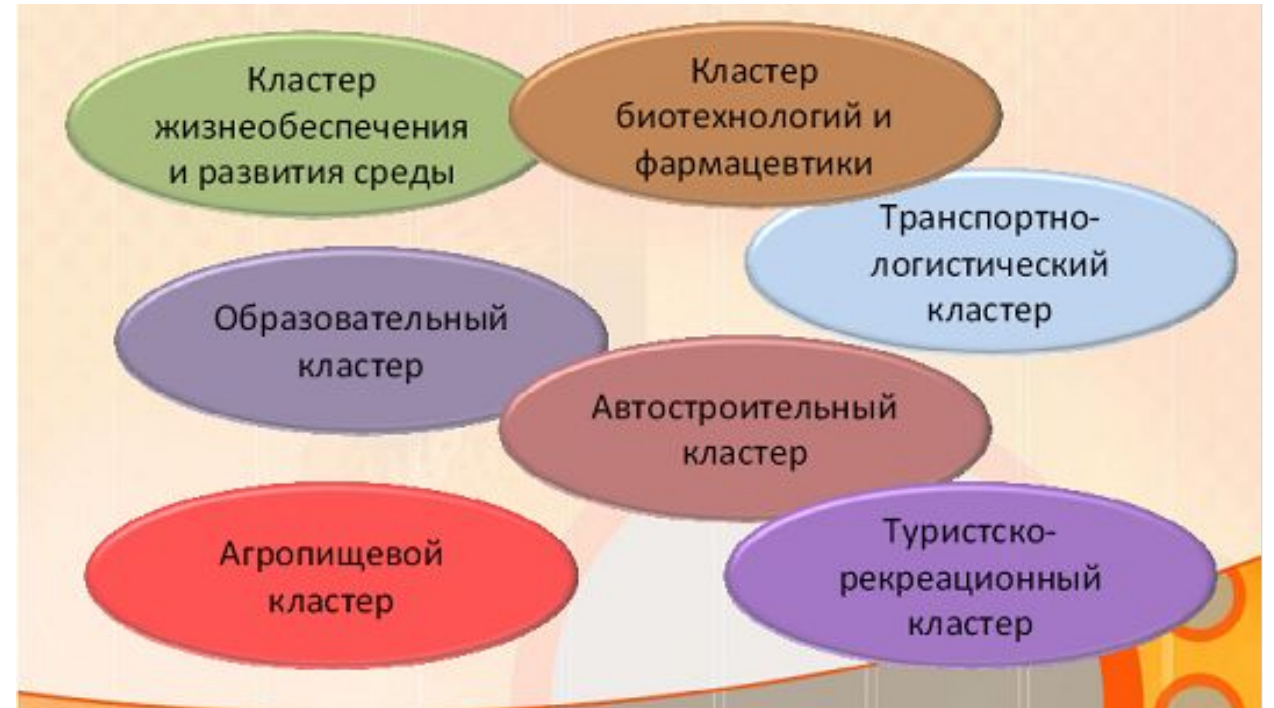 Кластер
жизнеобеспечения
и развития среды
Кластер
биотехнологий и
фармацевтики
Транспортно-
логистический
кластер
Образовательный
кластер
Автостроительный
кластер
Агропищевой
кластер
Туристско-
рекреационный
кластер